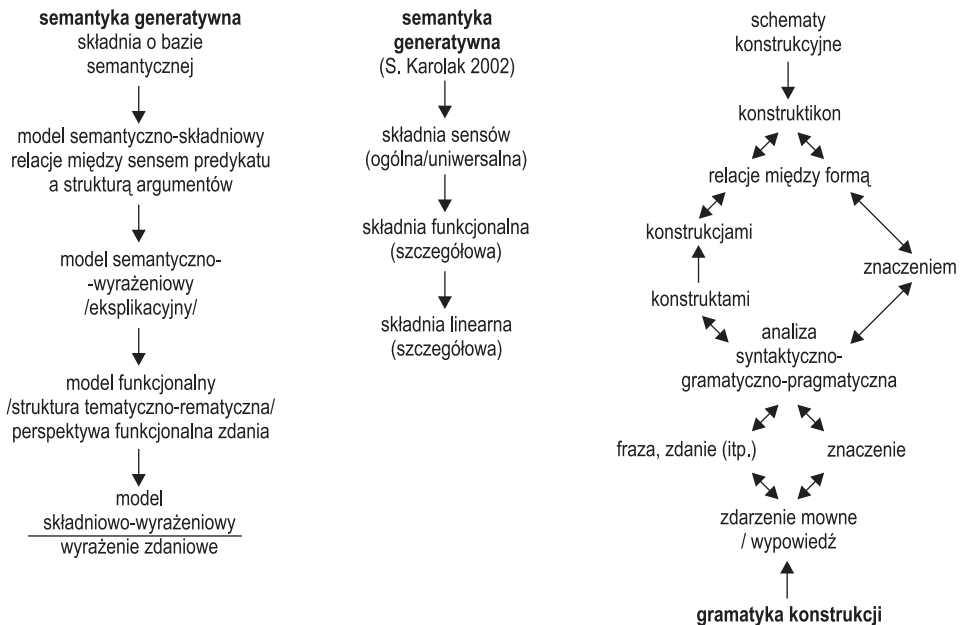 semantyka generatywna
składnia o bazie
semantycznej
model semantyczno-składniowy
relacje między sensem predykatu
a strukturą argumentów
model semantyczno-
-wyrażeniowy
/eksplikacyjny/
model funkcjonalny
/struktura tematyczno-rematyczna/
perspektywa funkcjonalna zdania
model
składniowo-wyrażeniowy
wyrażenie zdaniowe
semantyka
generatywna
(S. Karolak 2002)
składnia sensów
(ogólna/uniwersalna)
składnia funkcjonalna
(szczegółowa)
składnia linearna
(szczegółowa)
schematy
konstrukcyjne
konstruktikon
relacje między formą
konstrukcjami
znaczeniem
konstruktami
analiza
syntaktyczno-
gramatyczno-pragmatyczna
fraza, zdanie (itp.)
znaczenie
zdarzenie mowne
/ wypowiedź
gramatyka konstrukcji